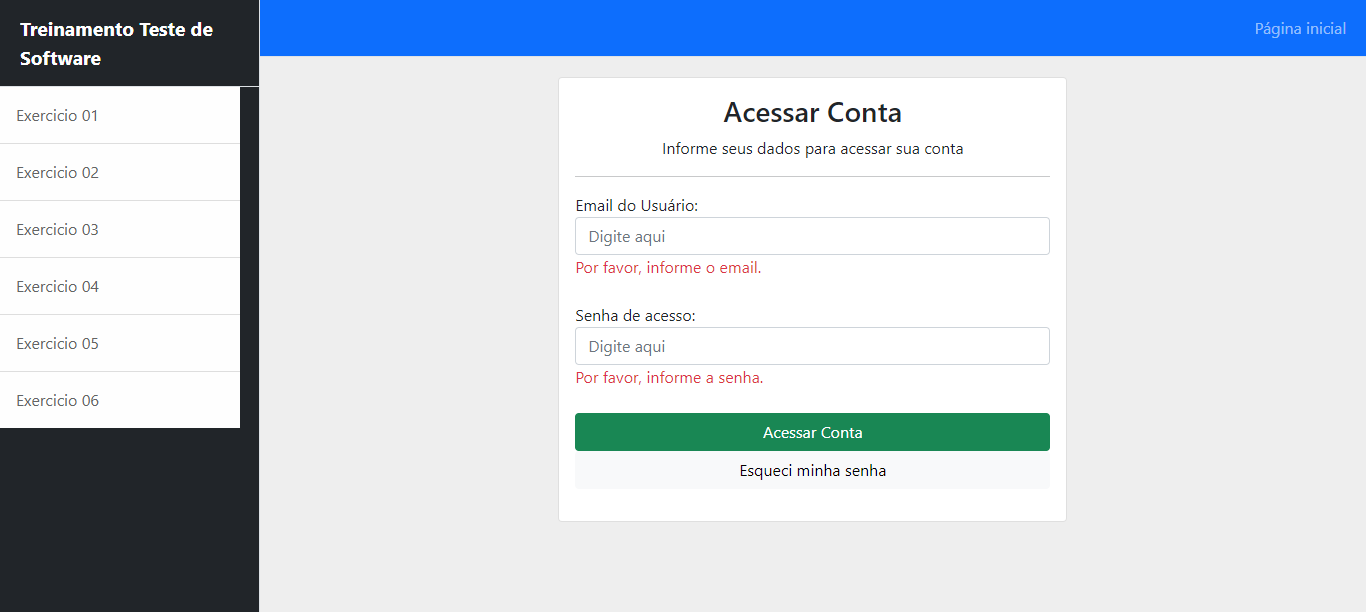 Treinamento Teste de
Software
Página inicial
Exercicio 01
Exercicio 02
Exercicio 03
Exercicio 04
Exercicio 05
Exercicio 06
Acessar Conta
Informe seus dados para acessar sua conta
Email do Usuário:
Digite aqui
Por favor, informe o email.
Senha de acesso:
Digite aqui
Por favor, informe a senha.
Acessar Conta
Esqueci minha senha